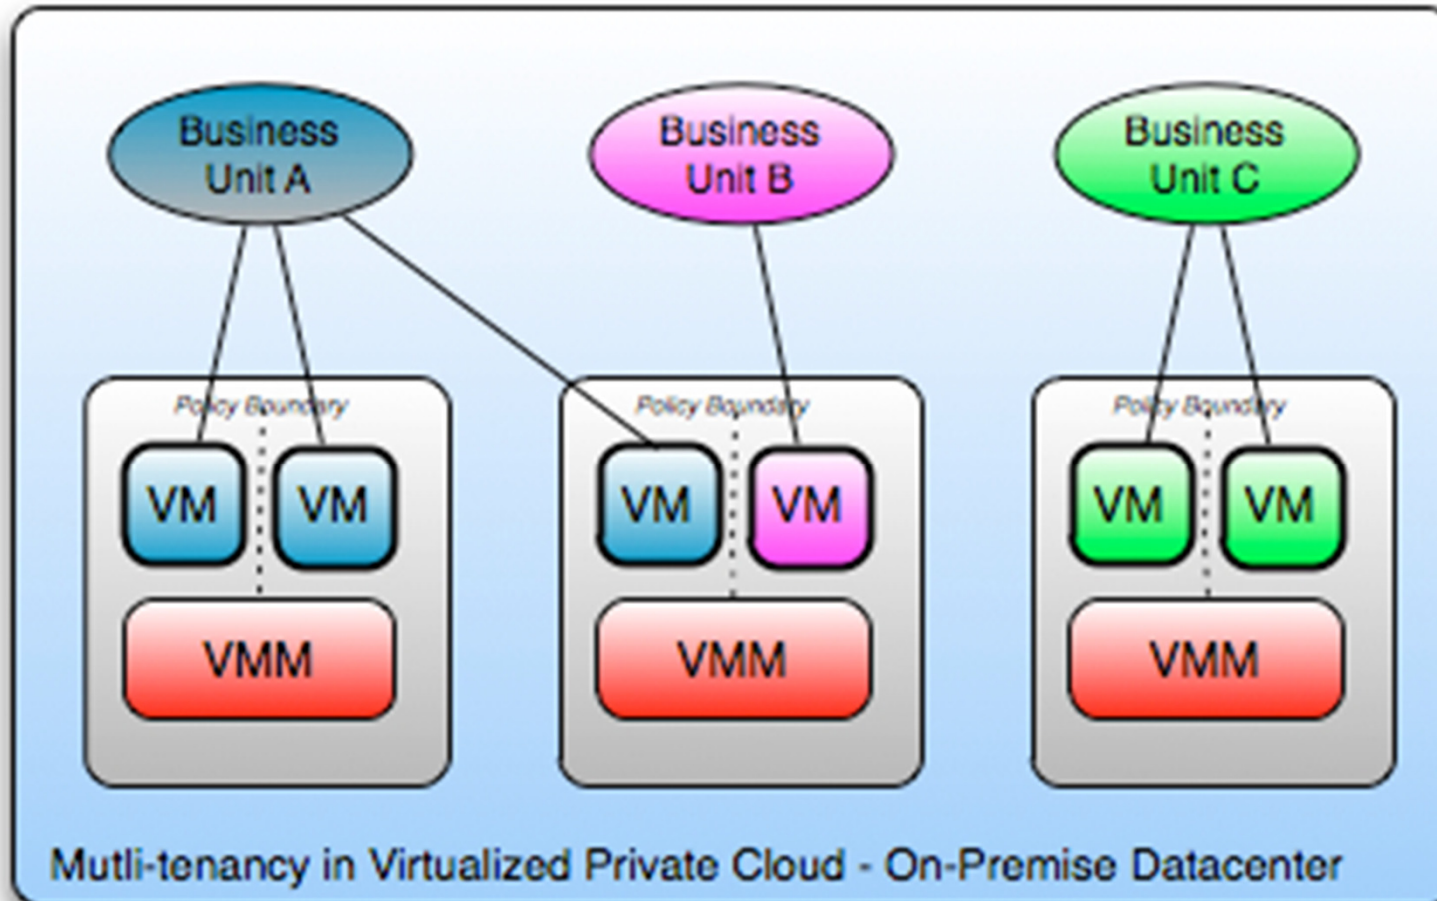 Business
Unit A
Business
Unit B
Business
Unit C
Policy Boundary
Policy Boundary
Policy Boundary
VM
VM
VM
VM
VM
VM
VMM
VMM
VMM
Mutli-tenancy in Virtualized Private Cloud - On-Premise Datacenter